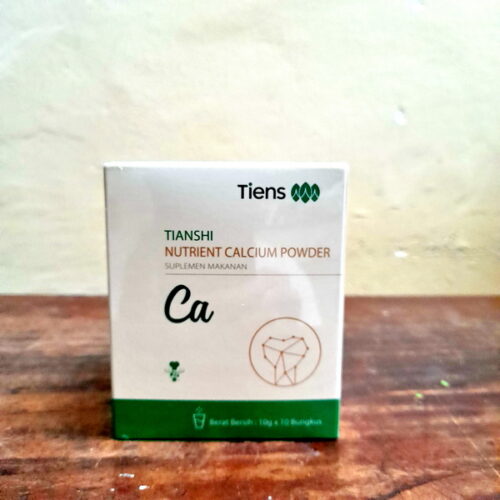 Tiens
TIANSHI
NUTRIENT CALCIUM POWDER
SUPLEMEN MAKANAN
Ca
Berat Bersih : 10g x 10 Bungkus